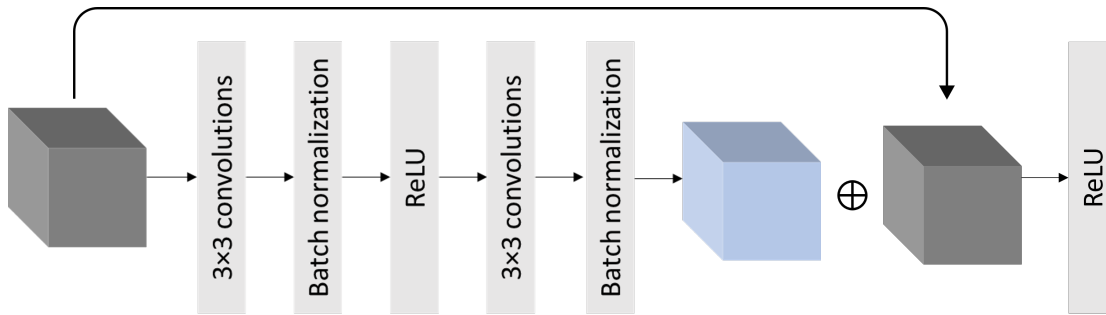 3×3 convolutions
Batch normalization
ReLU
3×3 convolutions
Batch normalization
⊕
ReLU